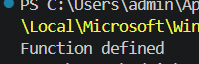 PS C:\Users\admin\Ap
\Local\Microsoft\Win
Function defined